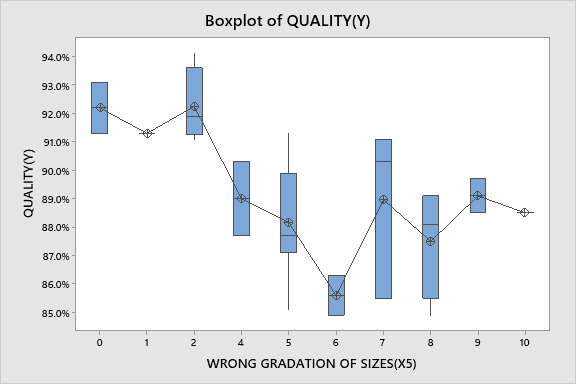 Boxplot of QUALITY(Y)
94.0%
93.0%
92.0%
91.0%
90.0%
89.0%
88.0%
87.0%
86.0%
85.0%
QUALITY(Y)
0 1 2 4 5 6 7 8 9 10
WRONG GRADATION OF SIZES(X5)